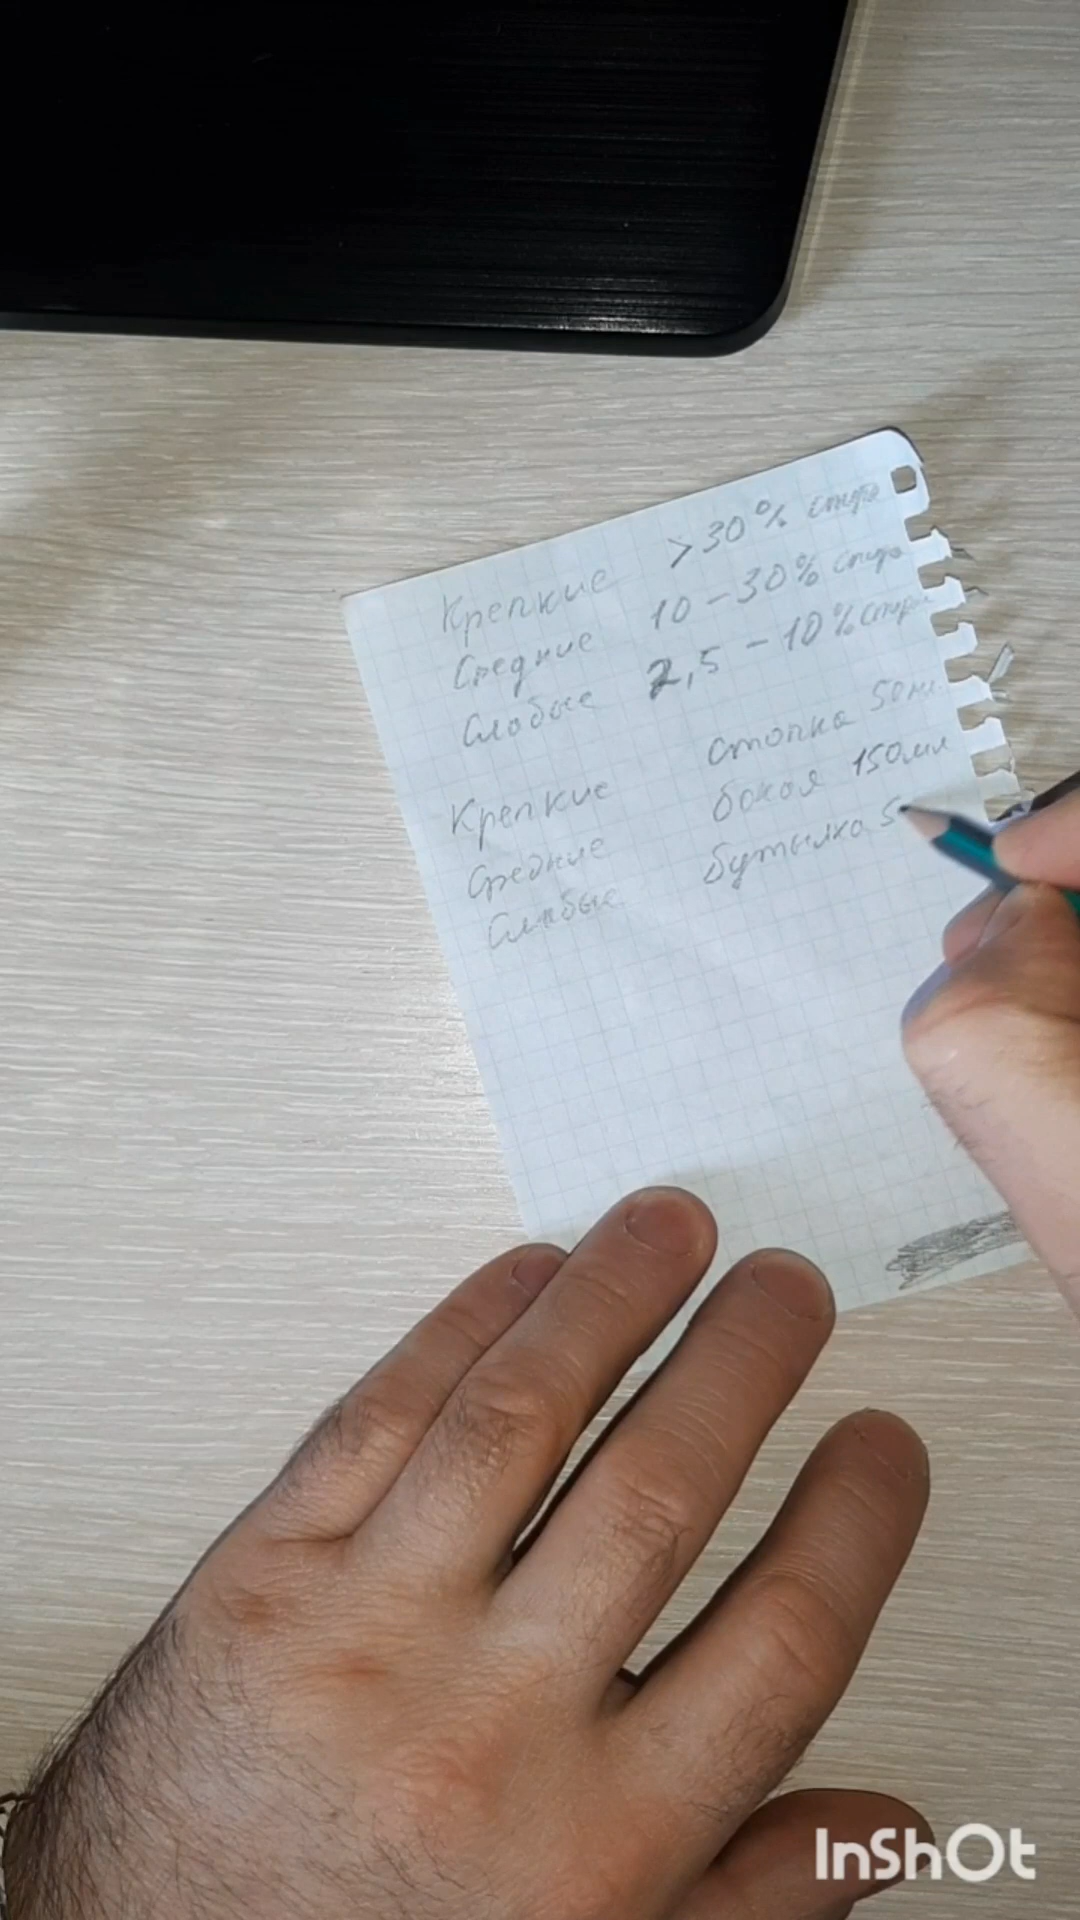 Крепкие >30% спирта
Средние 10-30% спирта
Слабые 2,5-10% спирта
Крепкие стопка 50мл
Средние бокал 150мл
Слабые бутылка 5
InShOt